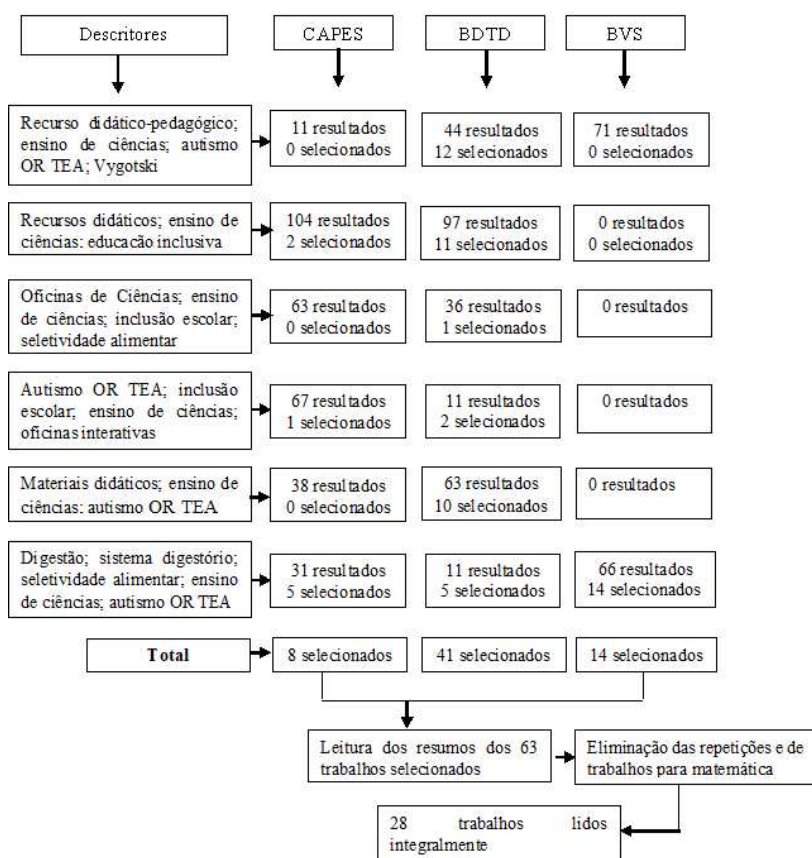 Descritores
CAPES
BDTD
BVS
Recurso didático-pedagógico;
ensino de ciências; autismo
OR TEA; Vygotski
11 resultados
0 selecionados
44 resultados
12 selecionados
71 resultados
0 selecionados
Recursos didáticos; ensino de
ciências; educacão inclusiva
104 resultados
2 selecionados
97 resultados
11 selecionados
0 resultados
0 selecionados
Oficinas de Ciências; ensino
de ciências; inclusão escolar;
seletividade alimentar
63 resultados
0 selecionados
36 resultados
1 selecionados
0 resultados
Autismo OR TEA; inclusão
escolar; ensino de ciências;
oficinas interativas
67 resultados
1 selecionados
11 resultados
2 selecionados
0 resultados
Materiais didáticos; ensino de
ciências; autismo OR TEA
38 resultados
0 selecionados
63 resultados
10 selecionados
0 resultados
Digestão; sistema digestório;
seletividade alimentar; ensino
de ciências; autismo OR TEA
31 resultados
5 selecionados
11 resultados
5 selecionados
66 resultados
14 selecionados
Total
8 selecionados
41 selecionados
14 selecionados
Leitura dos resumos dos 63
trabalhos selecionados
Eliminação das repetições e de
trabalhos para matemática
28 trabalhos lidos
integralmente